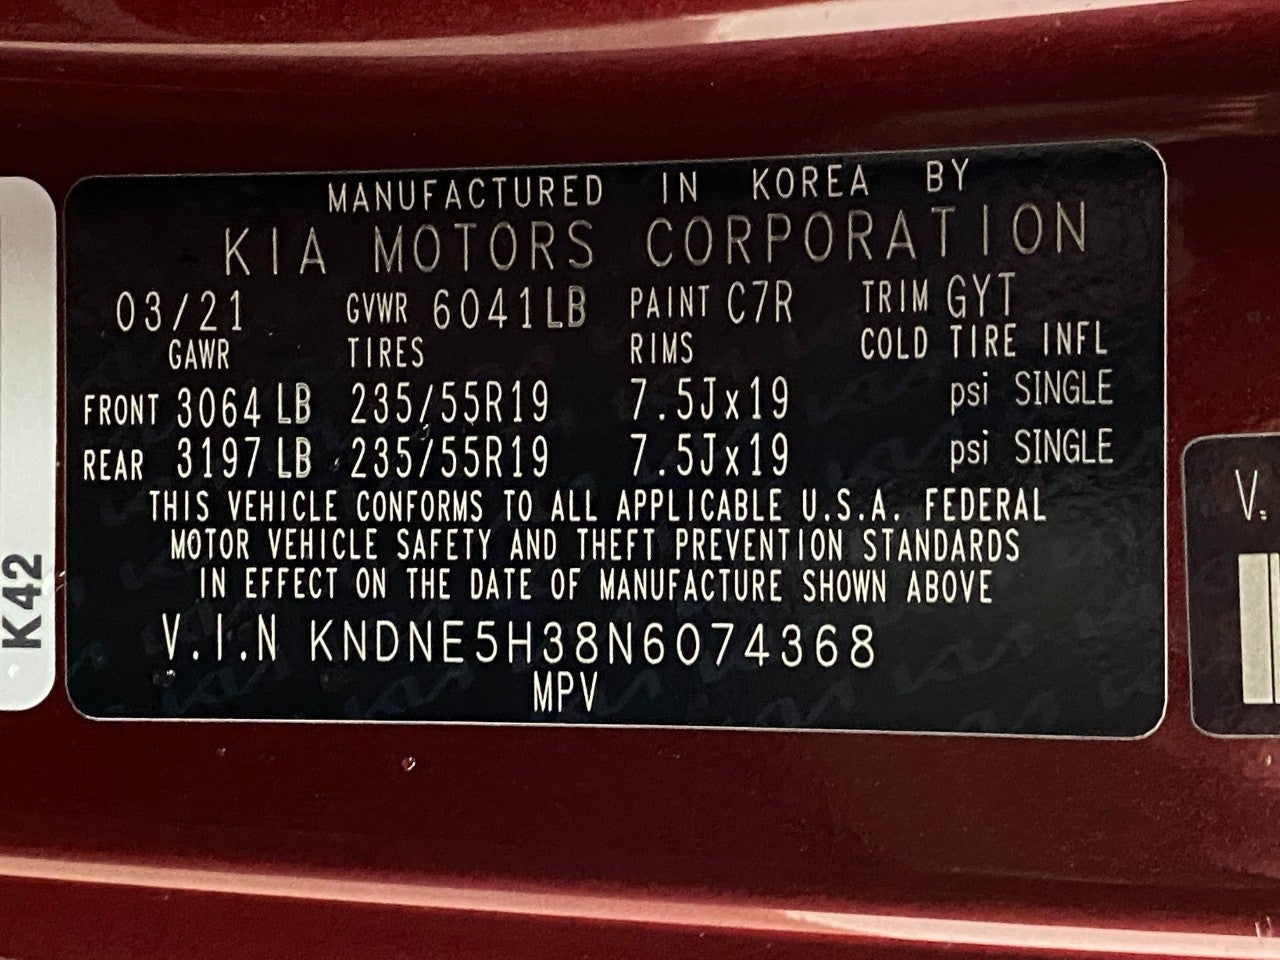 MANUFACTURED IN KOREA BY
KIA MOTORS CORPORATION
03/21 GVWR 6041LB PAINT C7R TRIM GYT
GAWR TIRES RIMS COLD TIRE INFL
FRONT 3064 LB 235/55R19 7.5Jx19 psi SINGLE
REAR 3197 LB 235/55R19 7.5Jx19 psi SINGLE
THIS VEHICLE CONFORMS TO ALL APPLICABLE U.S.A. FEDERAL
MOTOR VEHICLE SAFETY AND THEFT PREVENTION STANDARDS
IN EFFECT ON THE DATE OF MANUFACTURE SHOWN ABOVE
V.I.N KNDNE5H38N6074368
MPV
K42
V.